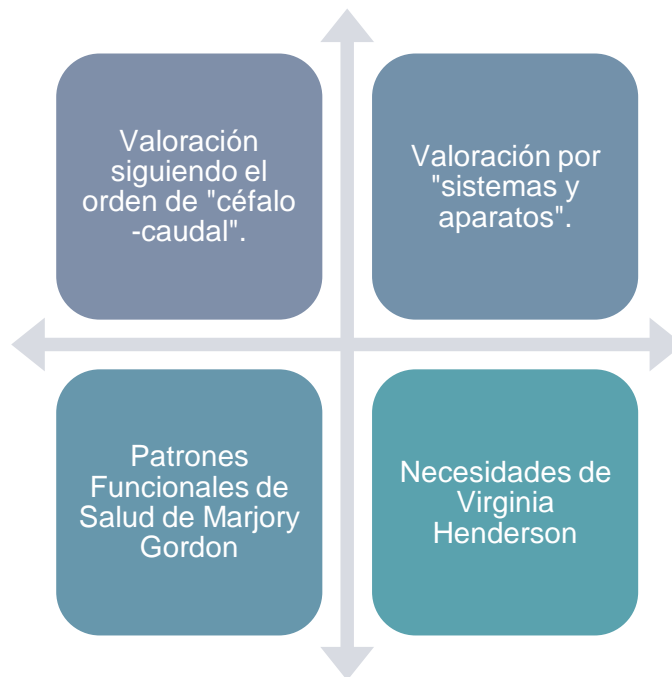 Valoración
siguiendo el
orden de "céfalo
-caudal".
Valoración por
"sistemas y
aparatos".
Patrones
Funcionales de
Salud de Marjory
Gordon
Necesidades de
Virginia
Henderson